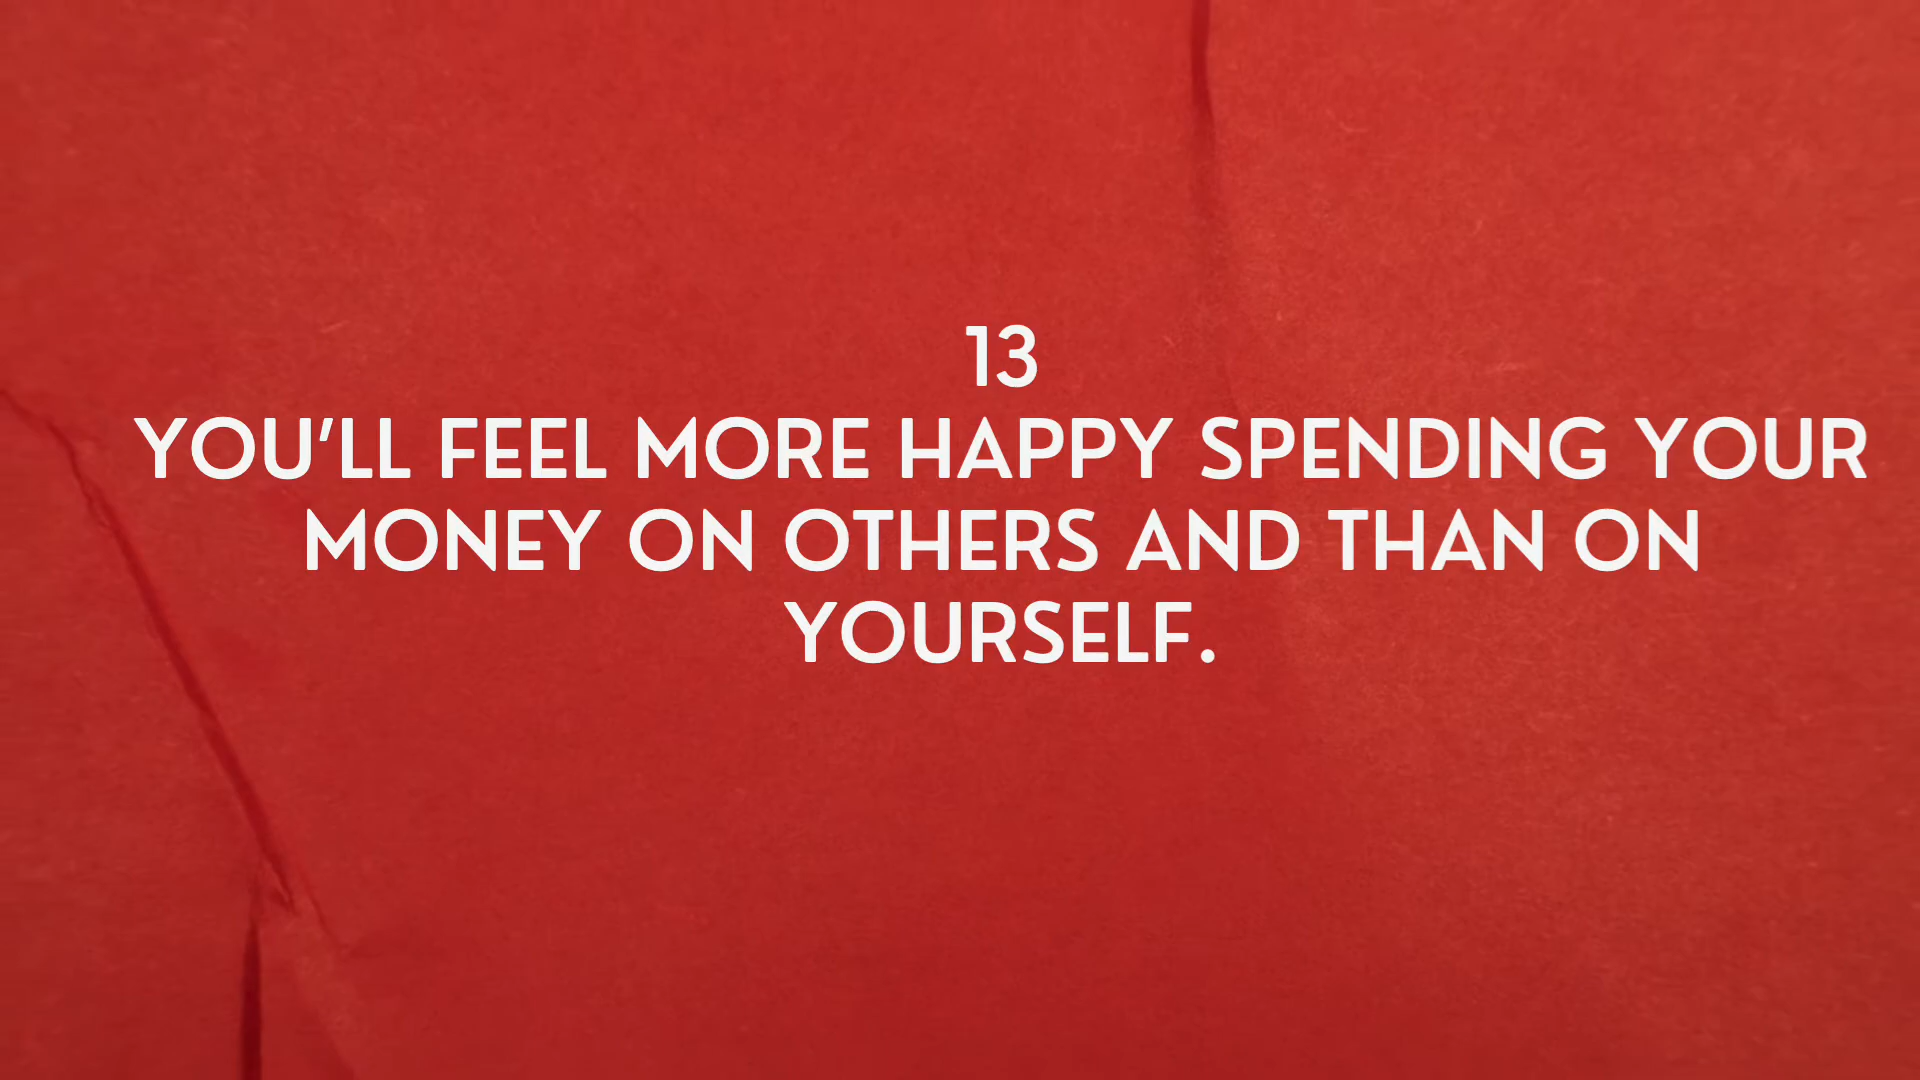 13
YOU'LL FEEL MORE HAPPY SPENDING YOUR
MONEY ON OTHERS AND THAN ON
YOURSELF.